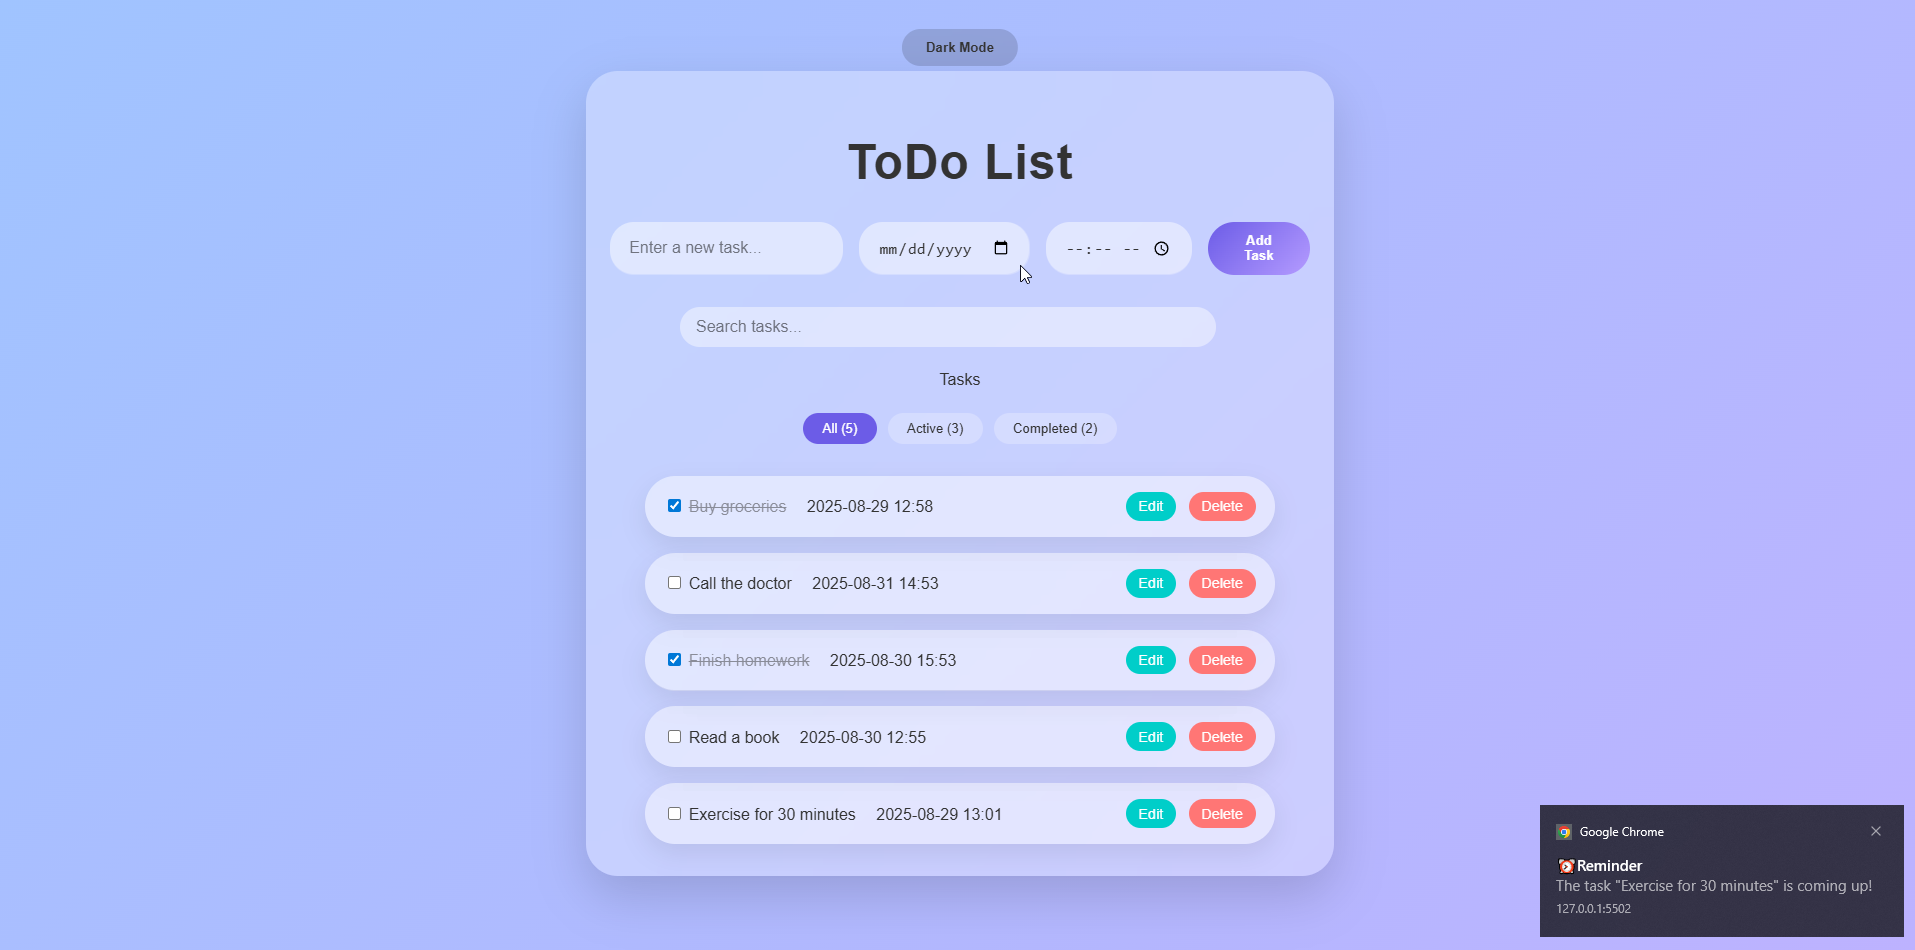 Dark Mode
ToDo List
Enter a new task...
mm/dd/yyyy
--:-- --
Add
Task
Search tasks...
Tasks
All (5) Active (3) Completed (2)
Buy groceries 2025-08-29 12:58 Edit Delete
Call the doctor 2025-08-31 14:53 Edit Delete
Finish homework 2025-08-30 15:53 Edit Delete
Read a book 2025-08-30 12:55 Edit Delete
Exercise for 30 minutes 2025-08-29 13:01 Edit Delete
Google Chrome
⏰Reminder
The task "Exercise for 30 minutes" is coming up!
127.0.0.1:5502